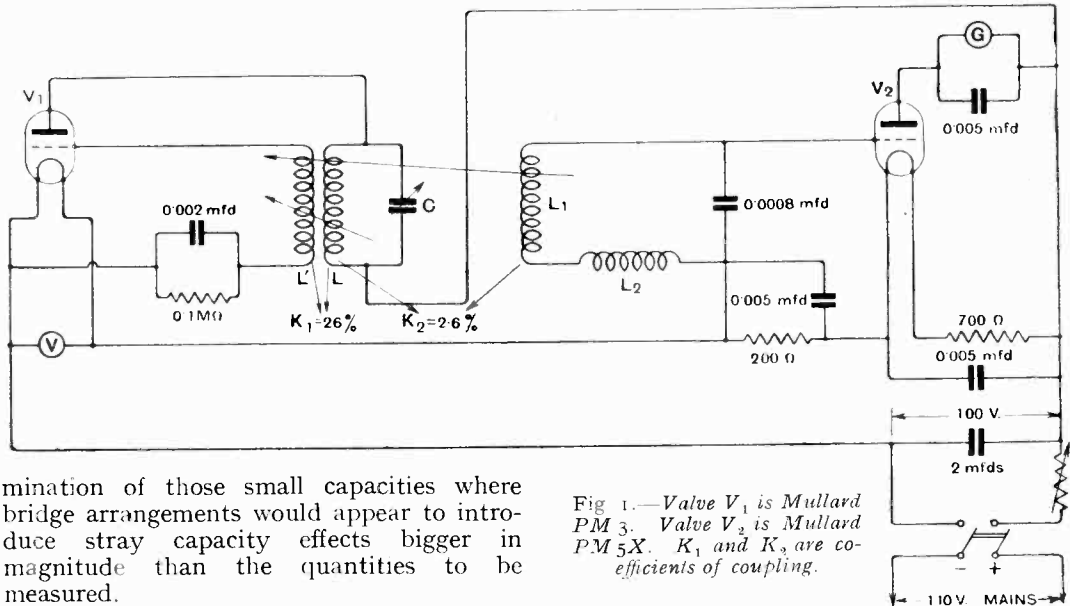 V1
0·002 mfd
0·1MΩ
L'
L
C
K1=26%
K2=2·6%
V
L1
L2
0·0008 mfd
0·005 mfd
200 Ω
V2
G
0·005 mfd
700 Ω
0·005 mfd
100 V.
2 mfds
- +
110 V. MAINS
mination of those small capacities where
bridge arrangements would appear to intro-
duce stray capacity effects bigger in
magnitude than the quantities to be
measured.
Fig 1.—Valve V1 is Mullard
PM 3. Valve V2 is Mullard
PM 5X. K1 and K2 are co-
efficients of coupling.